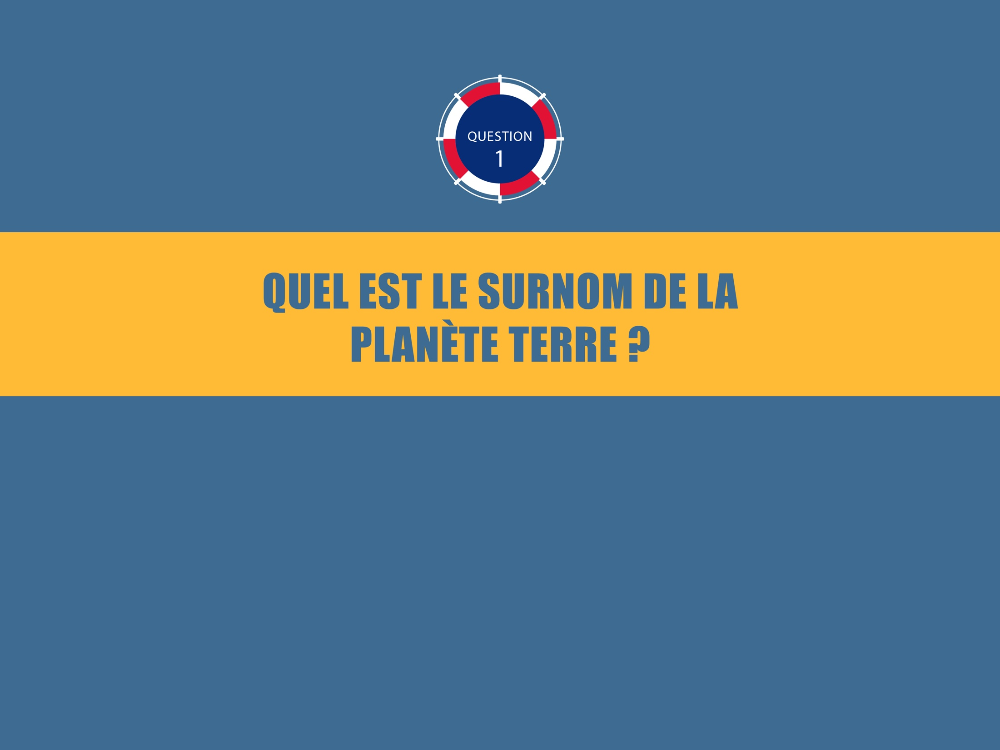 QUESTION
1
QUEL EST LE SURNOM DE LA
PLANÈTE TERRE ?